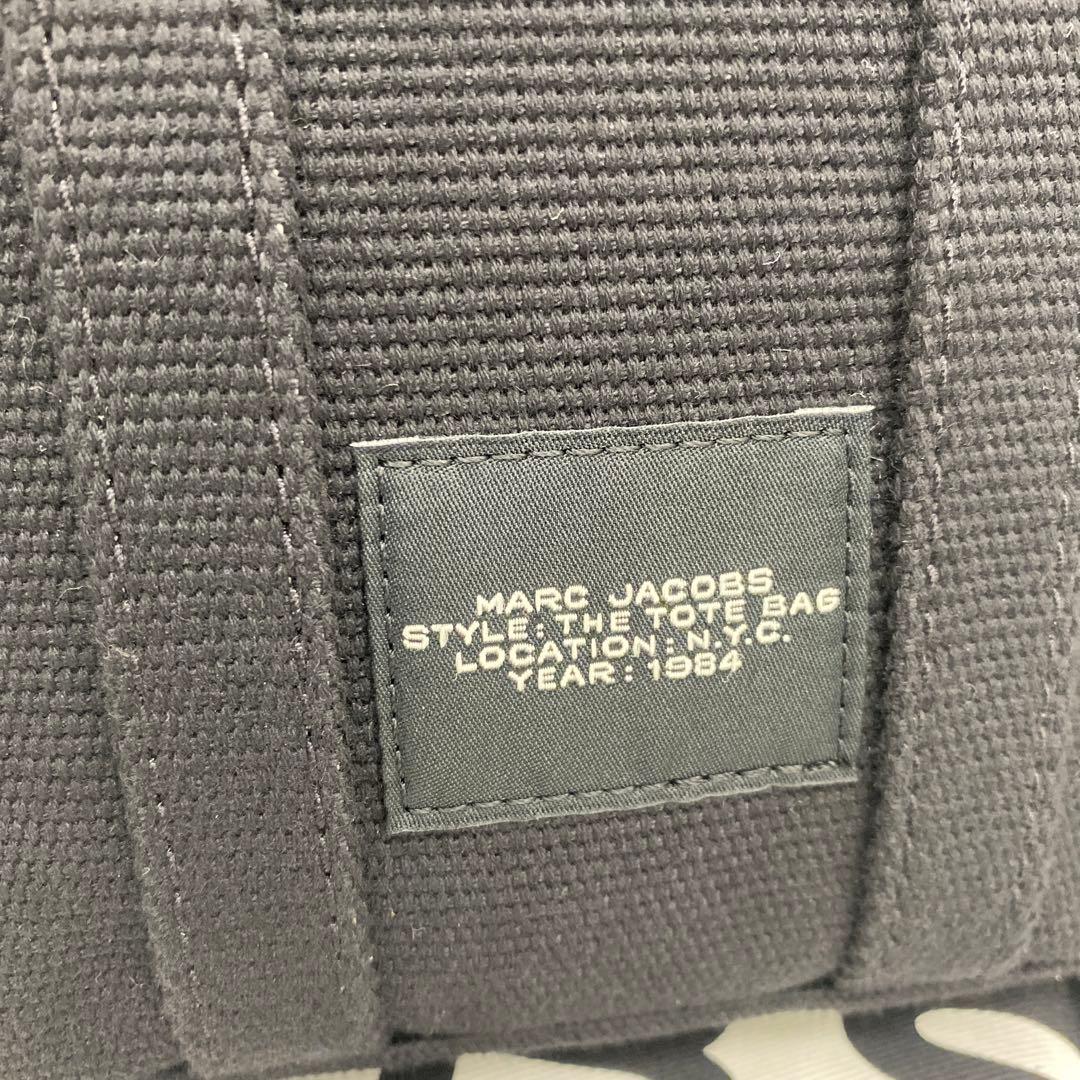 MARC JACOBS
STYLE: THE TOTE BAG
LOCATION: N.Y.C.
YEAR: 1984